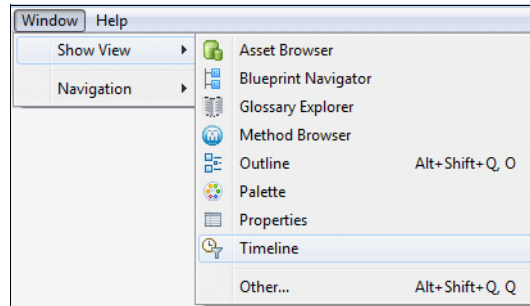 Window Help
Show View
Navigation
Asset Browser
Blueprint Navigator
Glossary Explorer
Method Browser
Outline Alt+Shift+Q, O
Palette
Properties
Timeline
Other... Alt+Shift+Q, Q